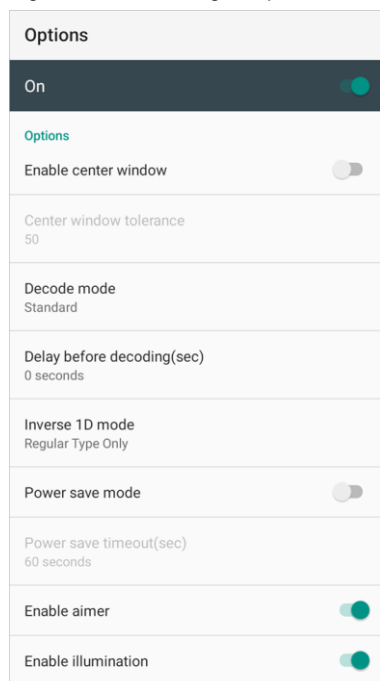 Options
On
Options
Enable center window
Center window tolerance
50
Decode mode
Standard
Delay before decoding(sec)
0 seconds
Inverse 1D mode
Regular Type Only
Power save mode
Power save timeout(sec)
60 seconds
Enable aimer
Enable illumination